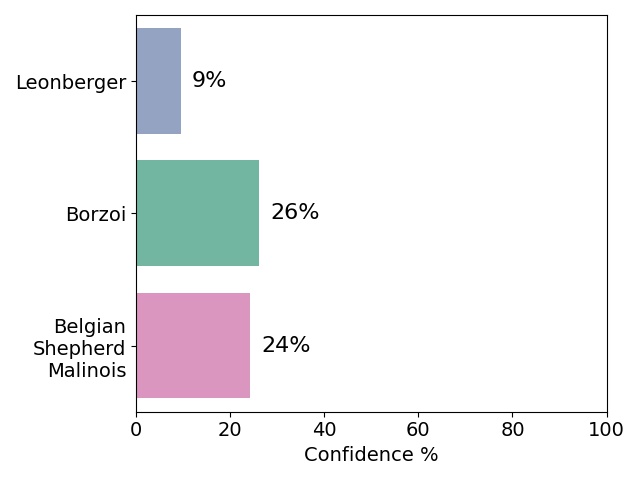 Leonberger
9%
Borzoi
26%
Belgian
Shepherd
Malinois
24%
0 20 40 60 80 100
Confidence %